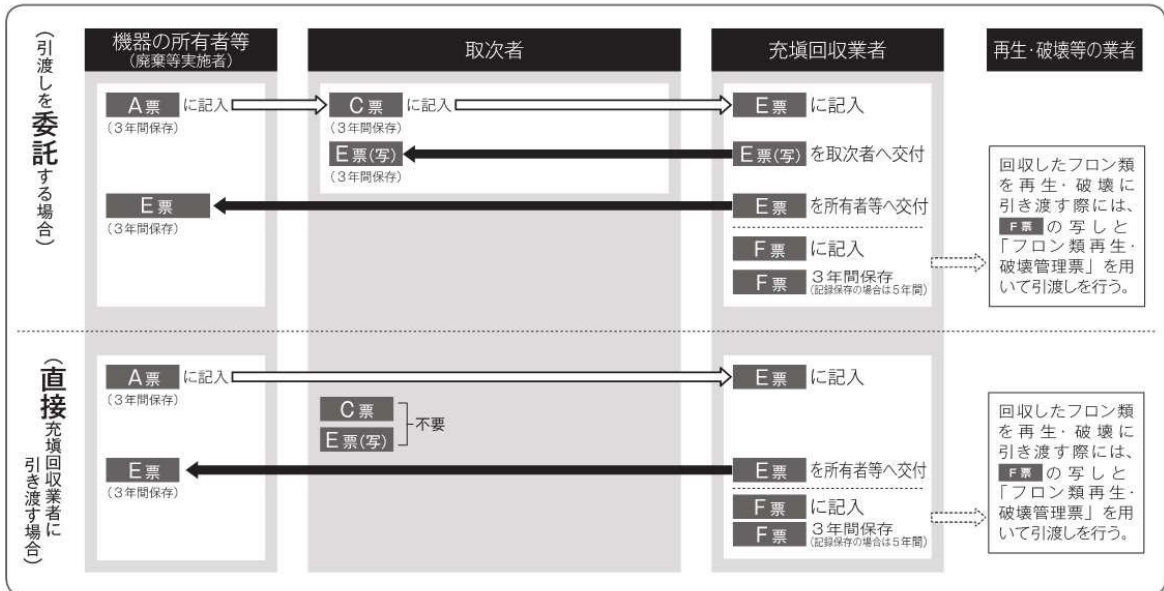 機器の所有者等
(廃棄等実施者)
取次者
充塡回収業者
再生・破壊等の業者
(引渡しを委託する場合)
A票 に記入
(3年間保存)
C票 に記入
(3年間保存)
E票 に記入
E票(写)
(3年間保存)
E票(写) を取次者へ交付
E票
(3年間保存)
E票 を所有者等へ交付
F票 に記入
F票 3年間保存
(記録保存の場合は5年間)
回収したフロン類
を再生・破壊に
引き渡す際には、
F票 の写しと
「フロン類再生・
破壊管理票」を用
いて引渡しを行う。
(直接充塡回収業者に
引き渡す場合)
A票 に記入
(3年間保存)
E票 に記入
C票
E票(写)
不要
E票
(3年間保存)
E票 を所有者等へ交付
F票 に記入
F票 3年間保存
(記録保存の場合は5年間)
回収したフロン類
を再生・破壊に
引き渡す際には、
F票 の写しと
「フロン類再生・
破壊管理票」を用
いて引渡しを行う。